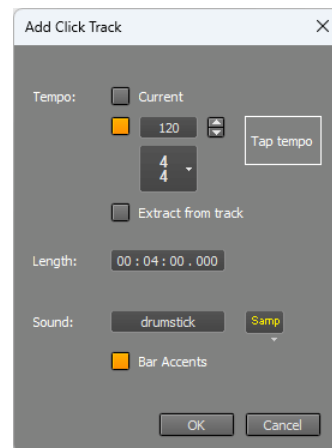 Add Click Track
Tempo: Current
120
Tap tempo
4
4
Extract from track
Length: 00 : 04 : 00 . 000
Sound: drumstick Samp
Bar Accents
OK Cancel